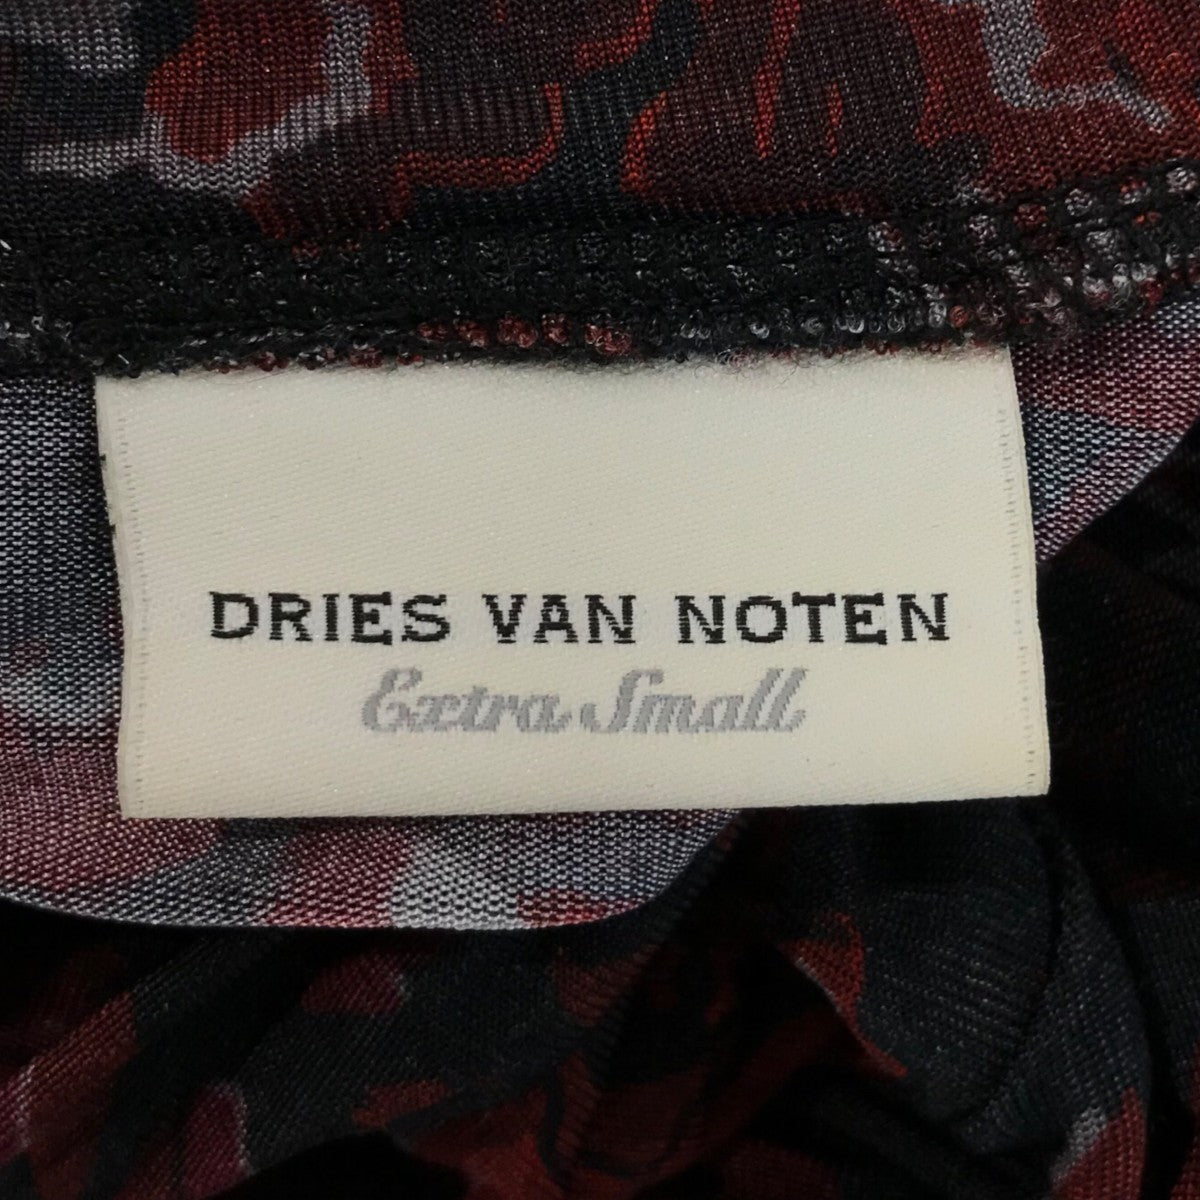 DRIES VAN NOTEN
Extra Small